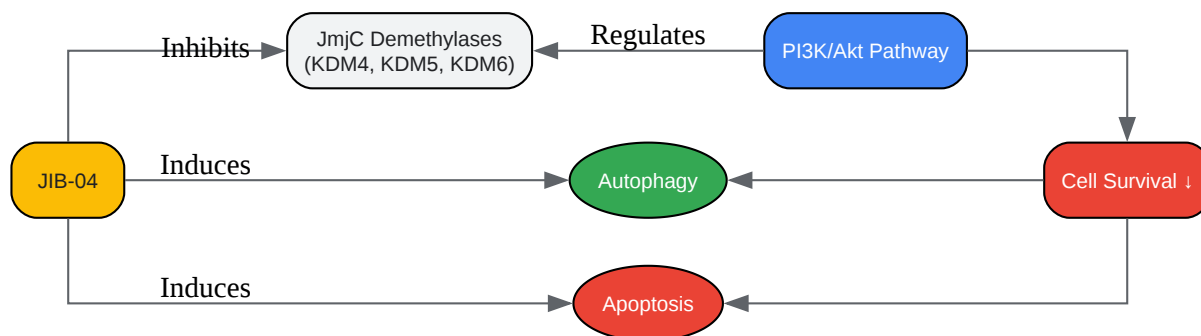 Inhibits
JmjC Demethylases
(KDM4, KDM5, KDM6)
Regulates
PI3K/Akt Pathway
JIB-04
Induces
Autophagy
Cell Survival ↓
Induces
Apoptosis